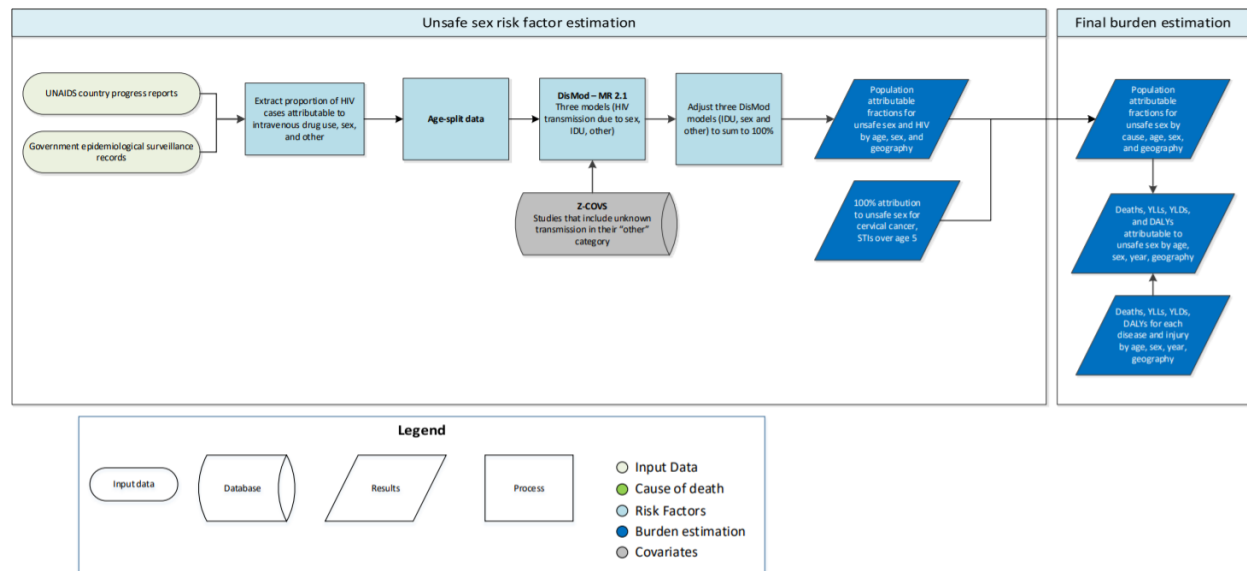 Unsafe sex risk factor estimation
Final burden estimation
UNAIDS country progress reports
Government epidemiological surveillance
records
Extract proportion of HIV
cases attributable to
intravenous drug use, sex,
and other
Age-split data
DisMod – MR 2.1
Three models (HIV
transmission due to sex,
IDU, other)
Adjust three DisMod
models (IDU, sex and
other) to sum to 100%
Population
attributable
fractions for
unsafe sex and HIV
by age, sex, and
geography
Z-COVS
Studies that include unknown
transmission in their “other”
category
100% attribution
to unsafe sex for
cervical cancer,
STIs over age 5
Population
attributable
fractions for
unsafe sex by
cause, age, sex,
and geography
Deaths, YLLs, YLDs,
and DALYs
attributable to
unsafe sex by age,
sex, year, geography
Deaths, YLLs, YLDs,
DALYs for each
disease and injury
by age, sex, year,
geography
Legend
Input data
Database
Results
Process
Input Data
Cause of death
Risk Factors
Burden estimation
Covariates